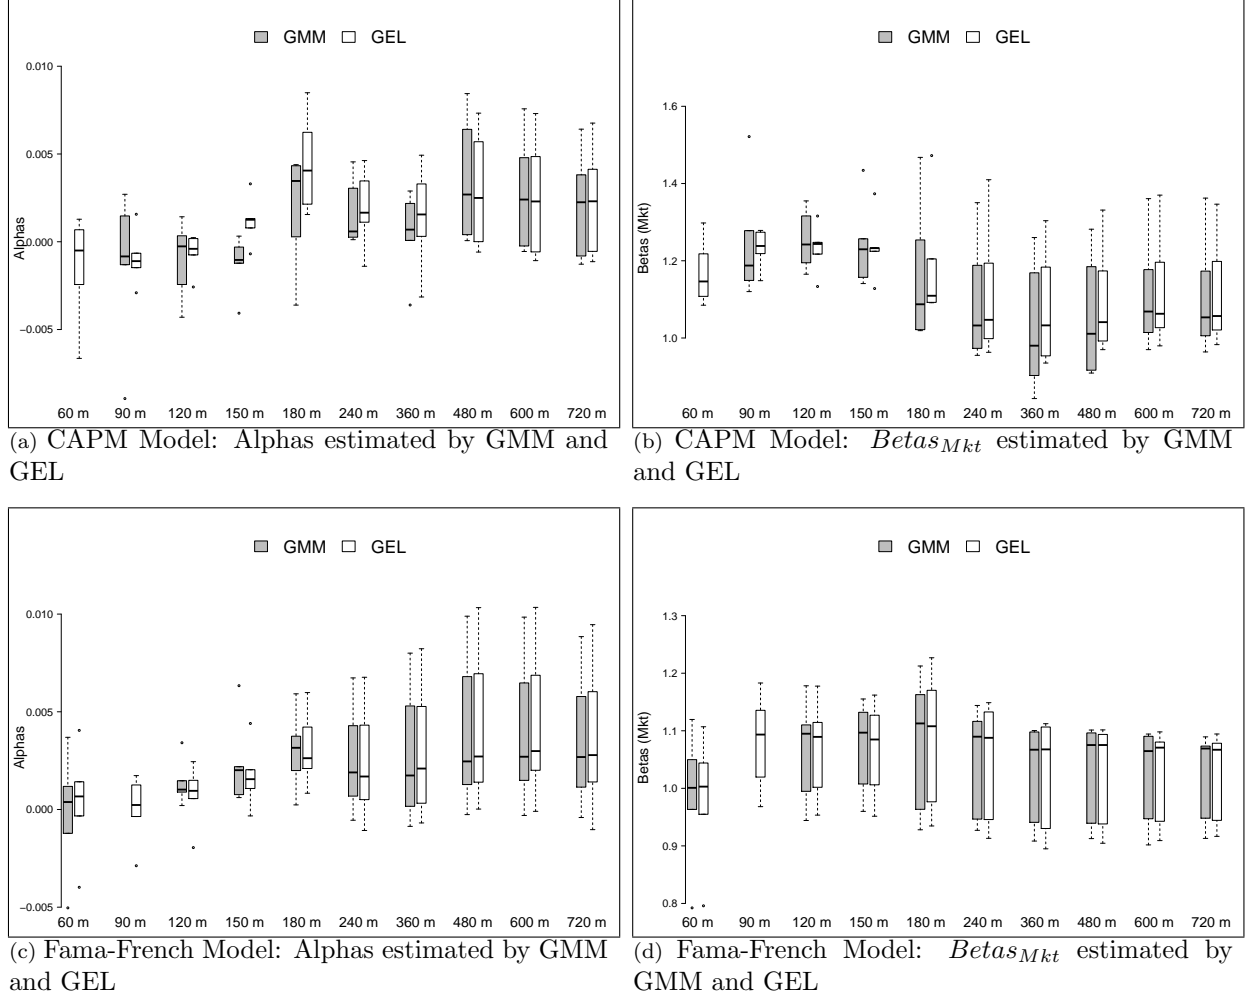 GMM GEL
0.010
0.005
0.000
−0.005
Alphas
60 m 90 m 120 m 150 m 180 m 240 m 360 m 480 m 600 m 720 m
(a) CAPM Model: Alphas estimated by GMM and
GEL
GMM GEL
1.6
1.4
1.2
1.0
Betas (Mkt)
60 m 90 m 120 m 150 m 180 m 240 m 360 m 480 m 600 m 720 m
(b) CAPM Model: Betas_Mkt estimated by GMM
and GEL
GMM GEL
0.010
0.005
0.000
−0.005
Alphas
60 m 90 m 120 m 150 m 180 m 240 m 360 m 480 m 600 m 720 m
(c) Fama-French Model: Alphas estimated by GMM
and GEL
GMM GEL
1.3
1.2
1.1
1.0
0.9
0.8
Betas (Mkt)
60 m 90 m 120 m 150 m 180 m 240 m 360 m 480 m 600 m 720 m
(d) Fama-French Model: Betas_Mkt estimated by
GMM and GEL